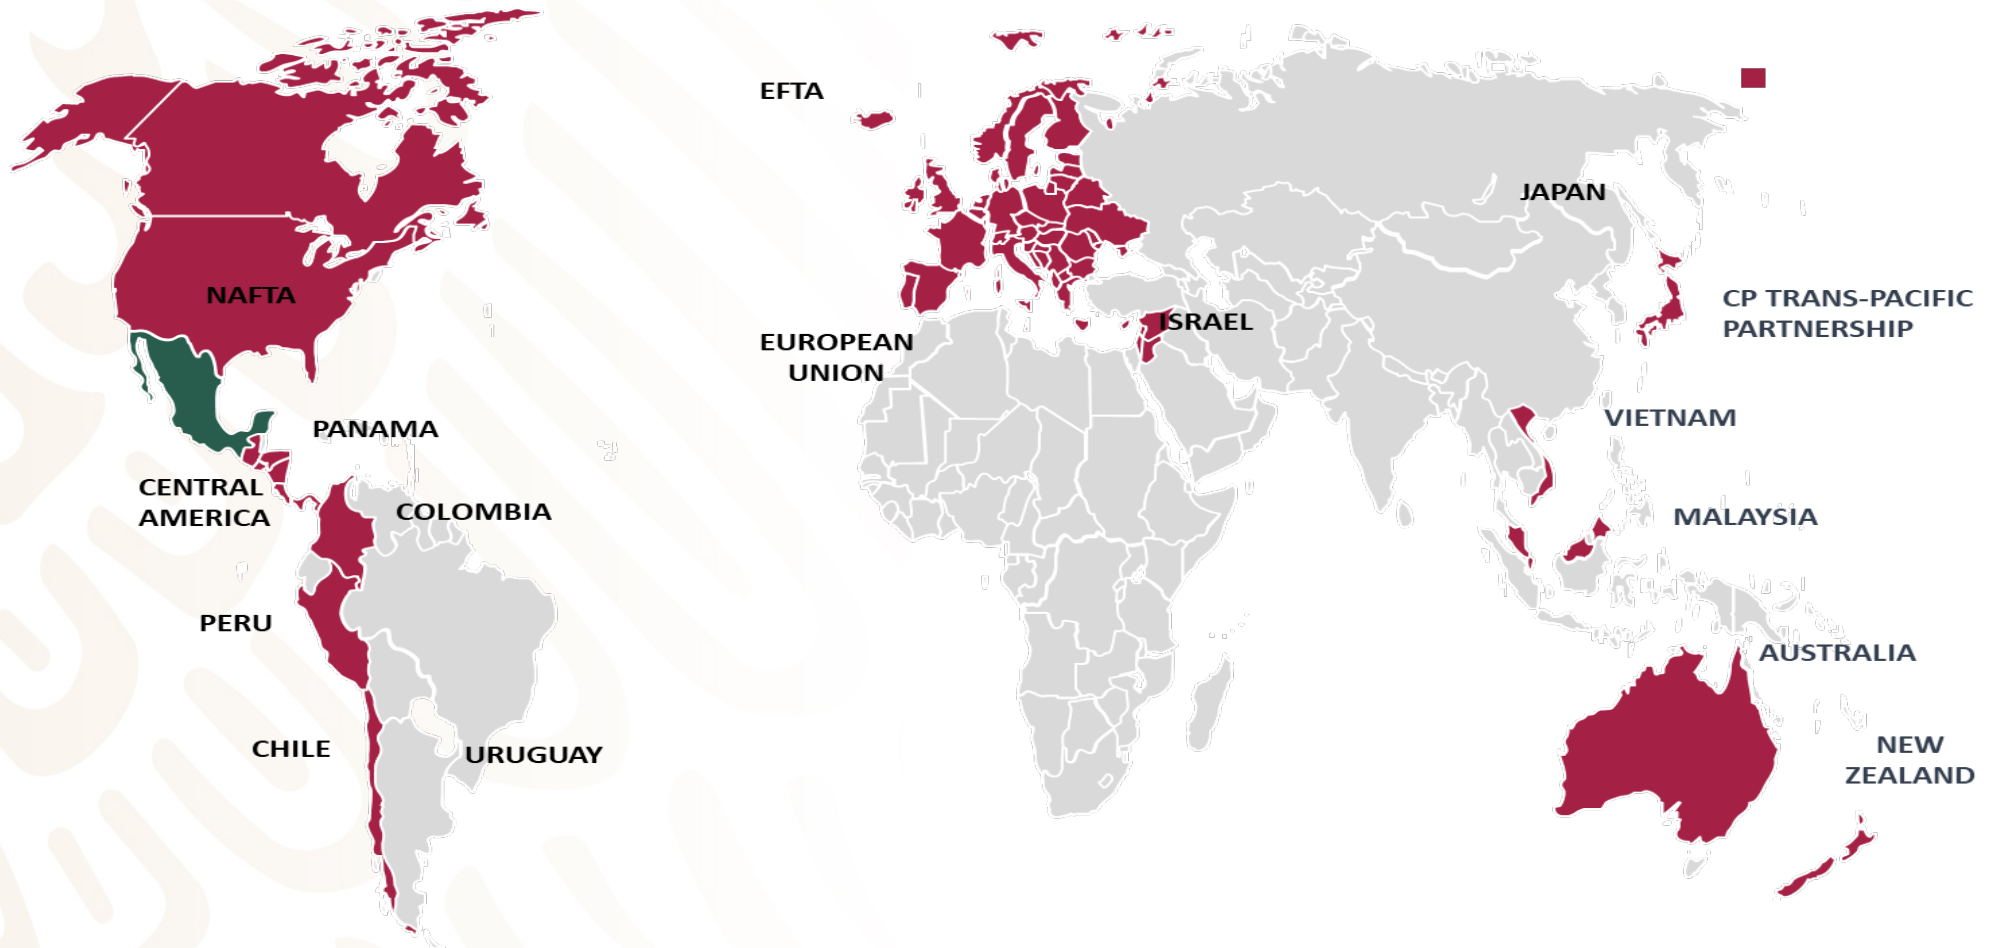 EFTA
JAPAN
NAFTA
CP TRANS-PACIFIC
PARTNERSHIP
ISRAEL
EUROPEAN
UNION
VIETNAM
PANAMA
CENTRAL
AMERICA
COLOMBIA
MALAYSIA
PERU
AUSTRALIA
CHILE
URUGUAY
NEW
ZEALAND